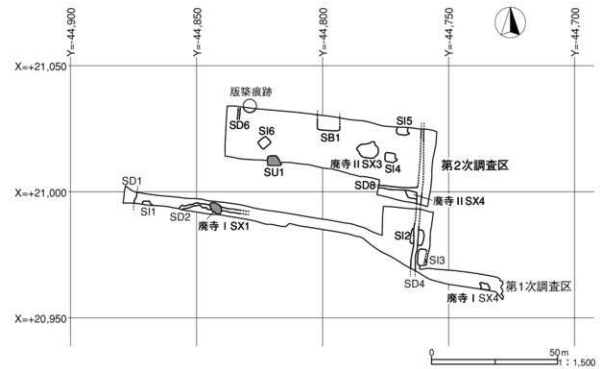 Y=-44,900
Y=-44,850
Y=-44,800
Y=-44,750
Y=-44,700
X=+21,050
版築痕跡
SD6
SI6
SB1
SI5
廃寺ⅡSX3
SI4
第2次調査区
SU1
SD8
廃寺ⅡSX4
X=+21,000
SD1
SI1
SD2
廃寺ⅠSX1
SI2
SI3
SD4
廃寺ⅠSX4
第1次調査区
X=+20,950
0
50m
1:1,500